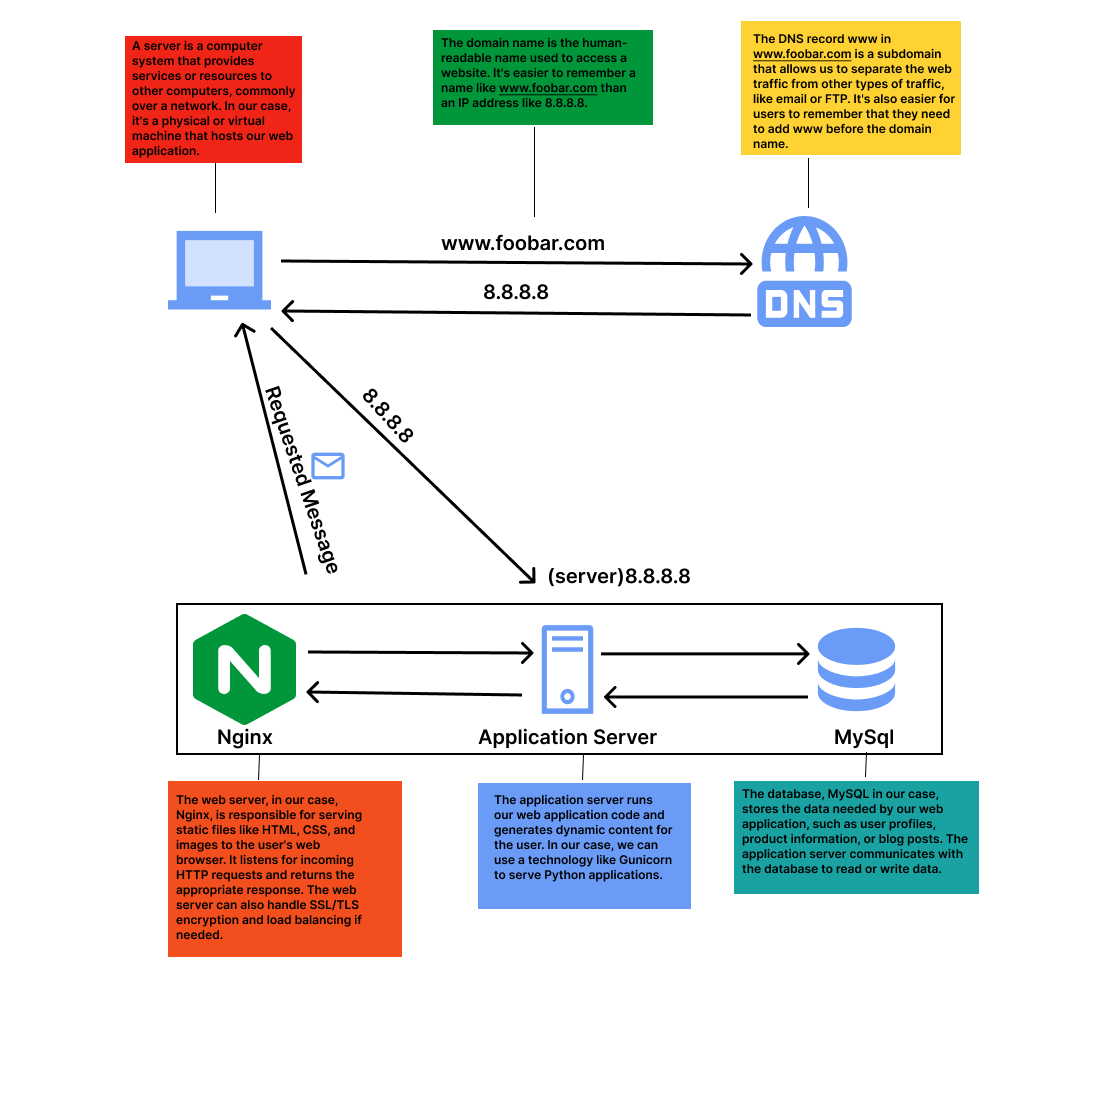 A server is a computer
system that provides
services or resources to
other computers, commonly
over a network. In our case,
it's a physical or virtual
machine that hosts our web
application.
The domain name is the human-
readable name used to access a
website. It's easier to remember a
name like www.foobar.com than
an IP address like 8.8.8.8.
The DNS record www in
www.foobar.com is a subdomain
that allows us to separate the web
traffic from other types of traffic,
like email or FTP. It's also easier for
users to remember that they need
to add www before the domain
name.
www.foobar.com
8.8.8.8
DNS
8.8.8.8
Requested Message
(server)8.8.8.8
N
Nginx
Application Server
MySql
The web server, in our case,
Nginx, is responsible for serving
static files like HTML, CSS, and
images to the user's web
browser. It listens for incoming
HTTP requests and returns the
appropriate response. The web
server can also handle SSL/TLS
encryption and load balancing if
needed.
The application server runs
our web application code and
generates dynamic content for
the user. In our case, we can
use a technology like Gunicorn
to serve Python applications.
The database, MySQL in our case,
stores the data needed by our web
application, such as user profiles,
product information, or blog posts. The
application server communicates with
the database to read or write data.